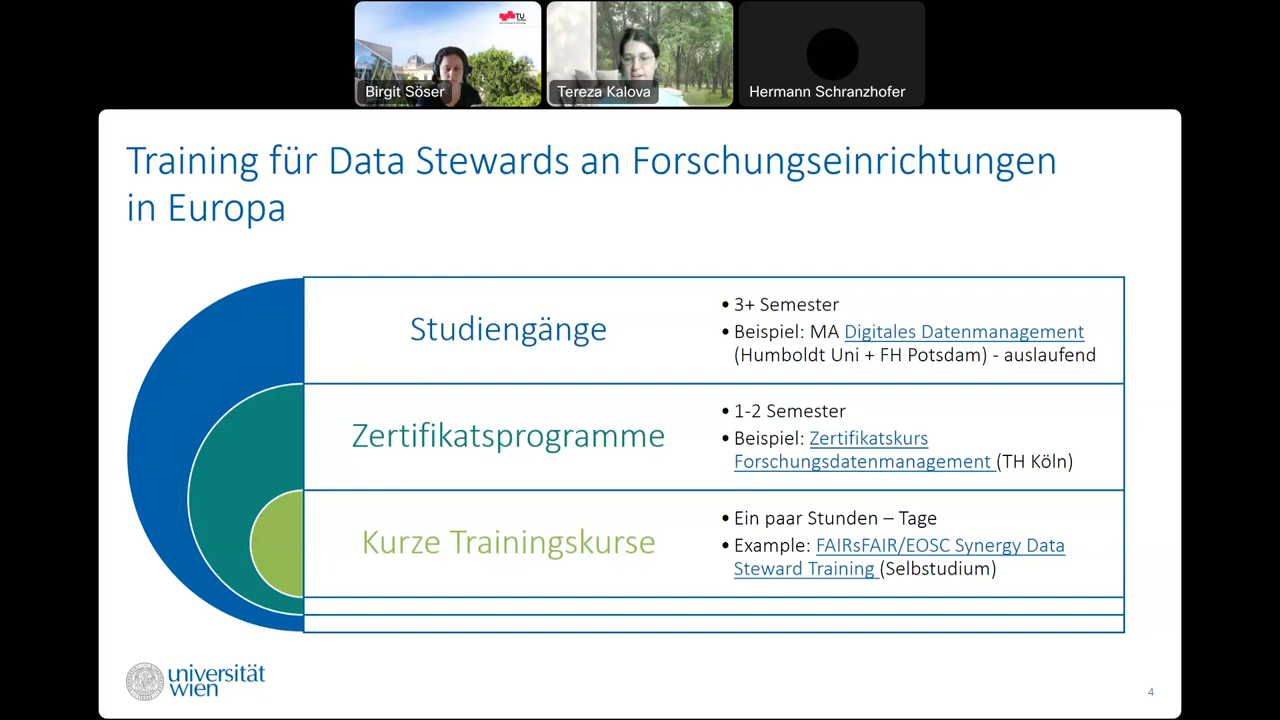 TU
Birgit Söser
Tereza Kalova
Hermann Schranzhofer
Training für Data Stewards an Forschungseinrichtungen
in Europa
Studiengänge
• 3+ Semester
• Beispiel: MA Digitales Datenmanagement
(Humboldt Uni + FH Potsdam) - auslaufend
Zertifikatsprogramme
• 1-2 Semester
• Beispiel: Zertifikatskurs
Forschungsdatenmanagement (TH Köln)
Kurze Trainingskurse
• Ein paar Stunden – Tage
• Example: FAIRsFAIR/EOSC Synergy Data
Steward Training (Selbstudium)
universität
wien
4